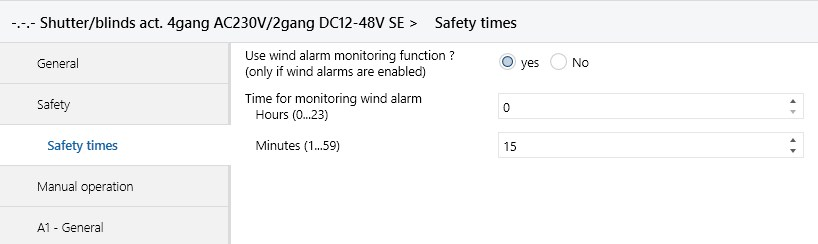 -.-.- Shutter/blinds act. 4gang AC230V/2gang DC12-48V SE > Safety times
General
Safety
Safety times
Manual operation
A1 - General
Use wind alarm monitoring function ?
(only if wind alarms are enabled)
yes No
Time for monitoring wind alarm
Hours (0...23)
0
Minutes (1...59)
15